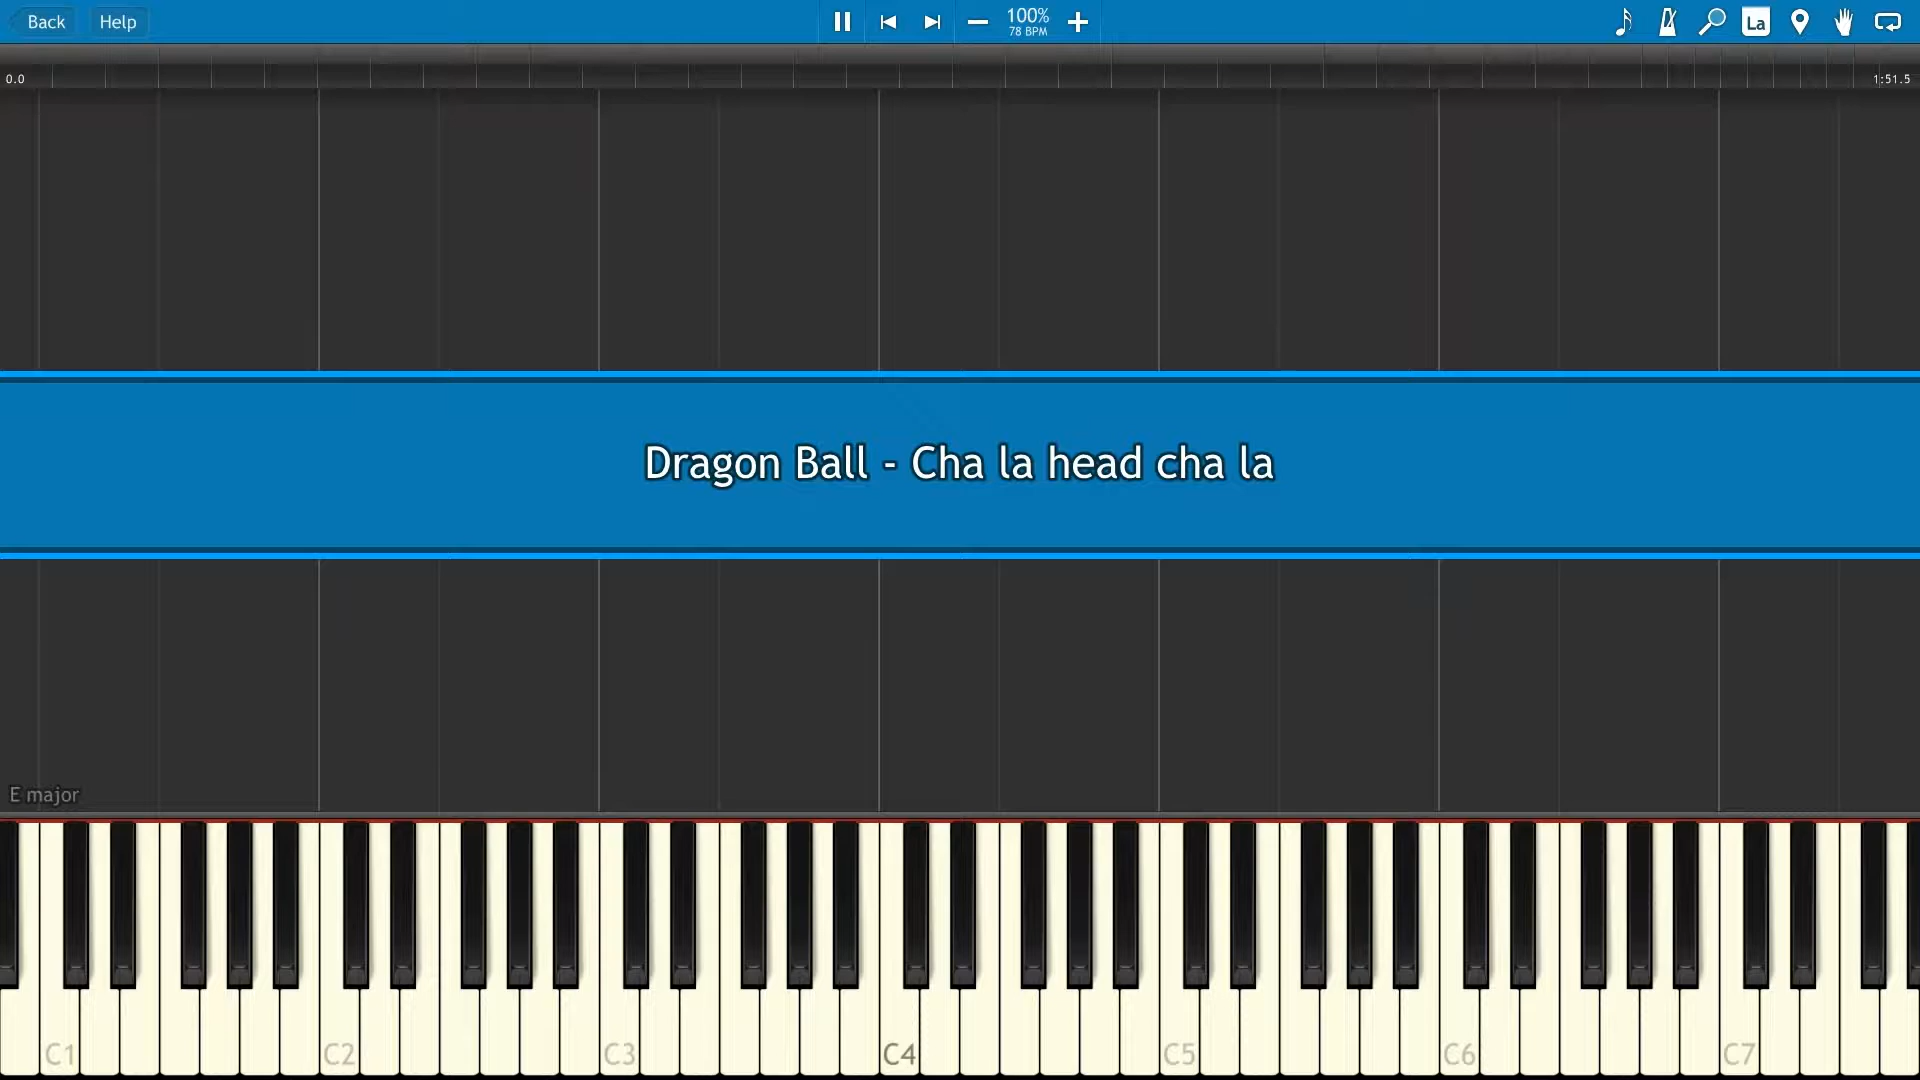 Back
Help
100%
78 BPM
La
0.0
1:51.5
Dragon Ball - Cha la head cha la
E major
C1
C2
C3
C4
C5
C6
C7